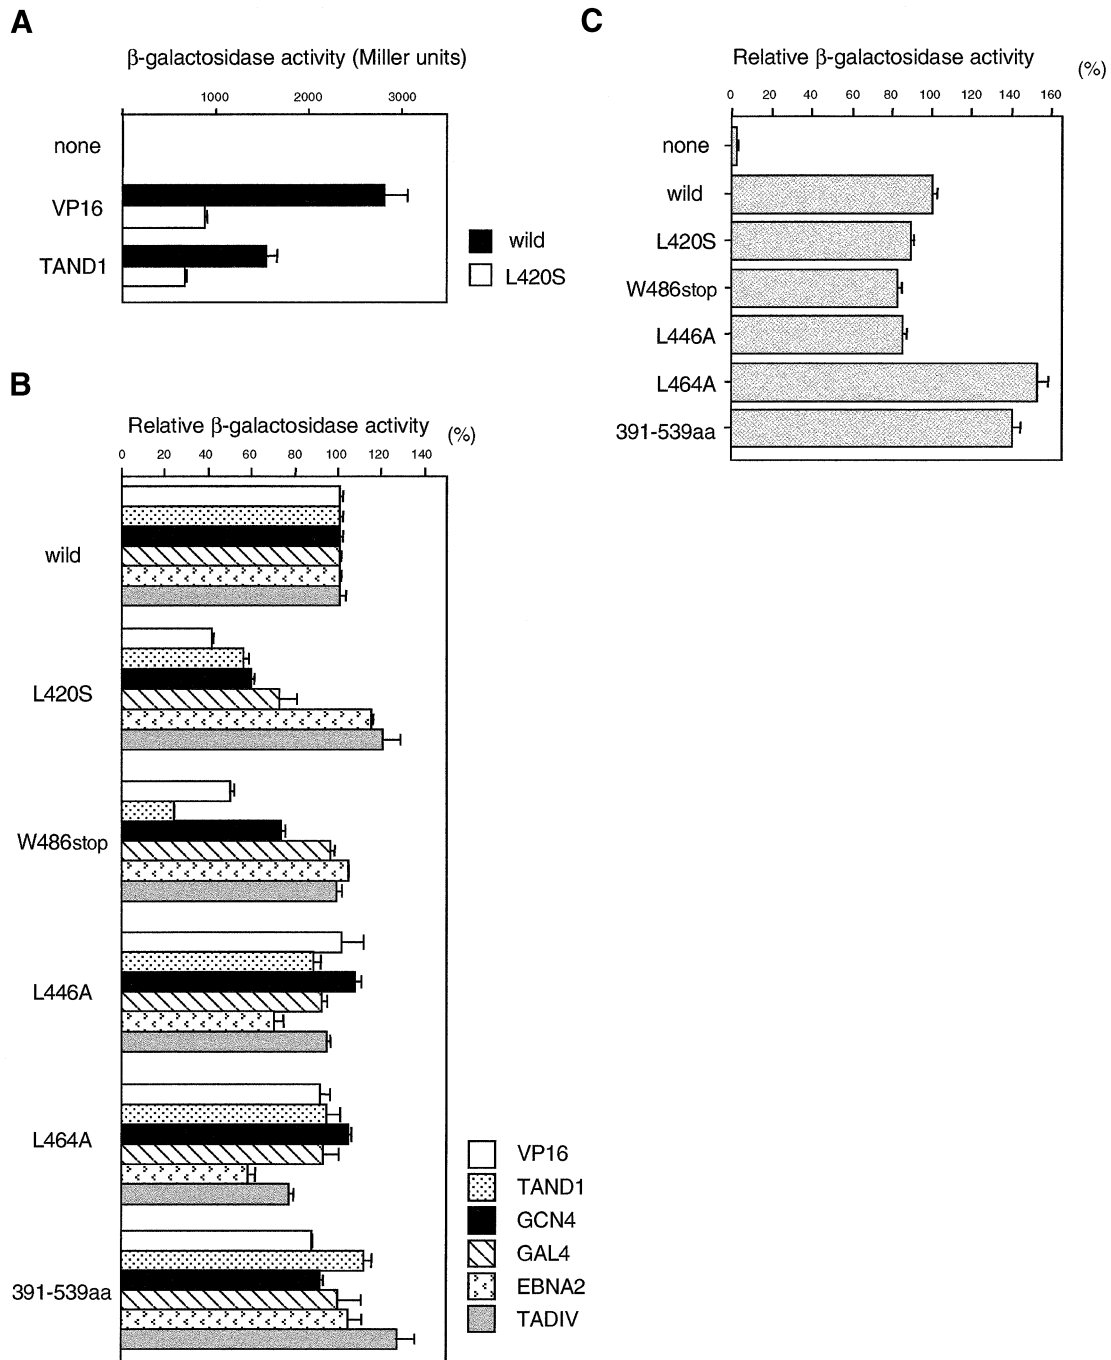 A
β-galactosidase activity (Miller units)
1000 2000 3000
none
VP16
TAND1
wild
L420S
B
Relative β-galactosidase activity (%)
0 20 40 60 80 100 120 140
wild
L420S
W486stop
L446A
L464A
391-539aa
VP16
TAND1
GCN4
GAL4
EBNA2
TADIV
C
Relative β-galactosidase activity (%)
0 20 40 60 80 100 120 140 160
none
wild
L420S
W486stop
L446A
L464A
391-539aa